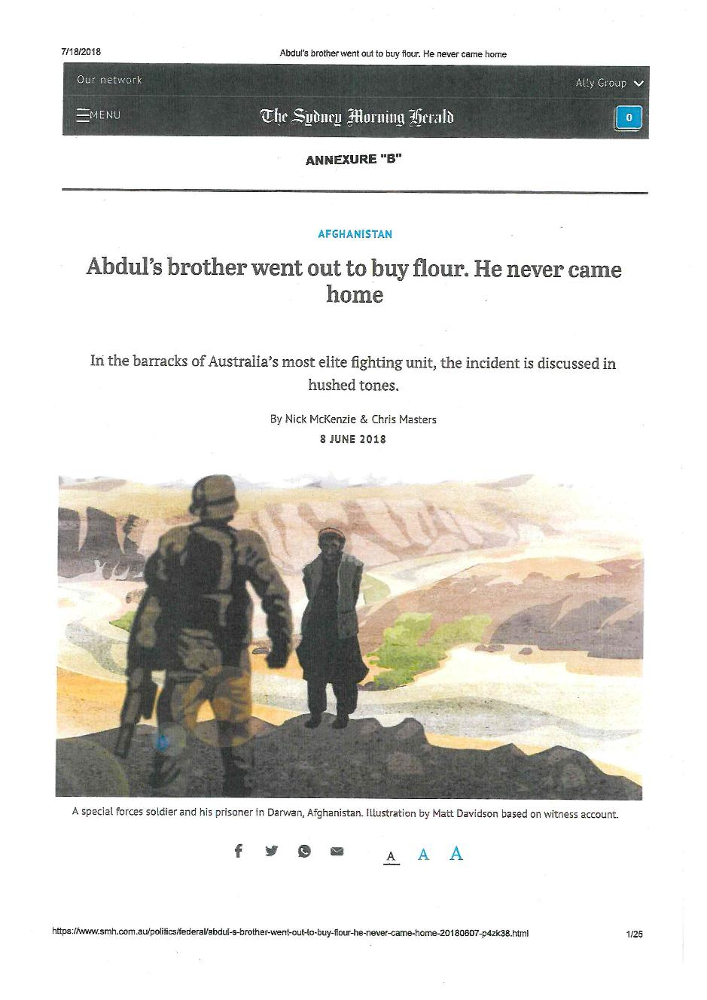 7/18/2018
Abdul's brother went out to buy flour. He never came home
Our network
Ally Group
MENU
The Sydney Morning Herald
0
ANNEXURE "B"
AFGHANISTAN
Abdul's brother went out to buy flour. He never came
home
In the barracks of Australia's most elite fighting unit, the incident is discussed in
hushed tones.
By Nick McKenzie & Chris Masters
8 JUNE 2018
A special forces soldier and his prisoner in Darwan, Afghanistan. Illustration by Matt Davidson based on witness account.
A A A
https://www.smh.com.au/politics/federal/abdul-s-brother-went-out-to-buy-flour-he-never-came-home-20180607-p4zk38.html
1/25